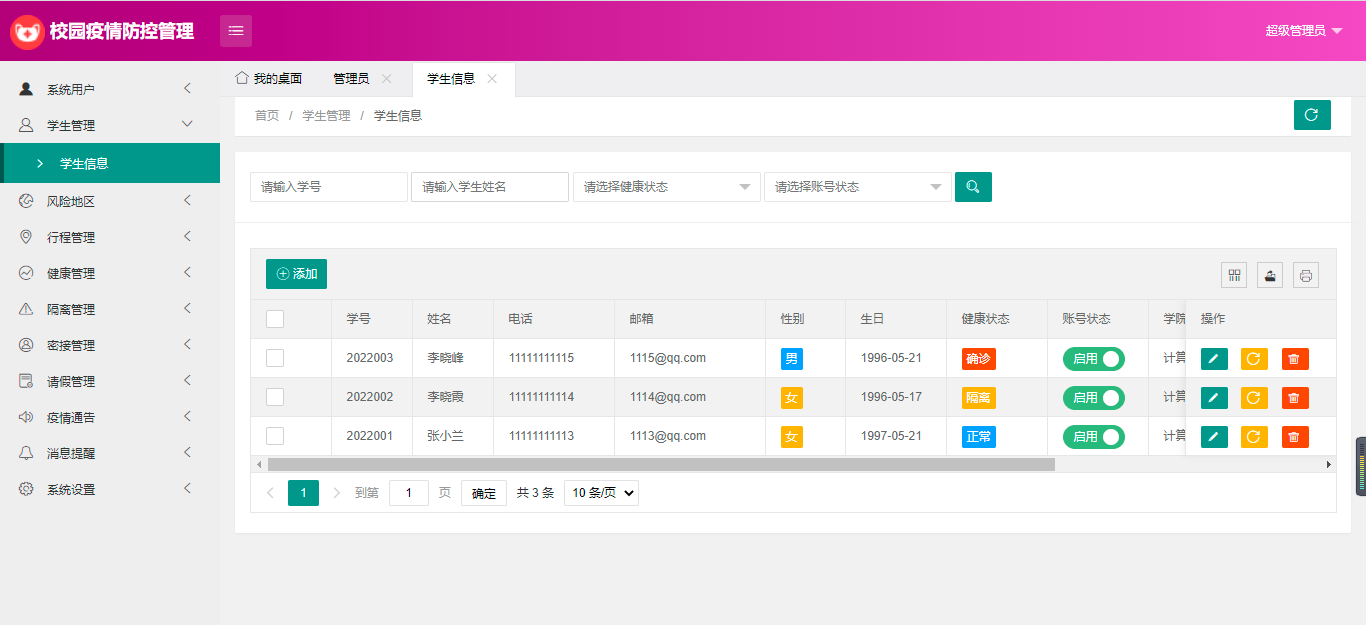 校园疫情防控管理
超级管理员
系统用户
学生管理
学生信息
风险地区
行程管理
健康管理
隔离管理
密接管理
请假管理
疫情通告
消息提醒
系统设置
我的桌面 管理员 学生信息
首页 / 学生管理 / 学生信息
请输入学号 请输入学生姓名 请选择健康状态 请选择账号状态
添加
学号 姓名 电话 邮箱 性别 生日 健康状态 账号状态 学院 操作
2022003 李晓峰 11111111115 1115@qq.com 男 1996-05-21 确诊 启用 计算
2022002 李晓霞 11111111114 1114@qq.com 女 1996-05-17 隔离 启用 计算
2022001 张小兰 11111111113 1113@qq.com 女 1997-05-21 正常 启用 计算
1 到第 1 页 确定 共 3 条 10 条/页